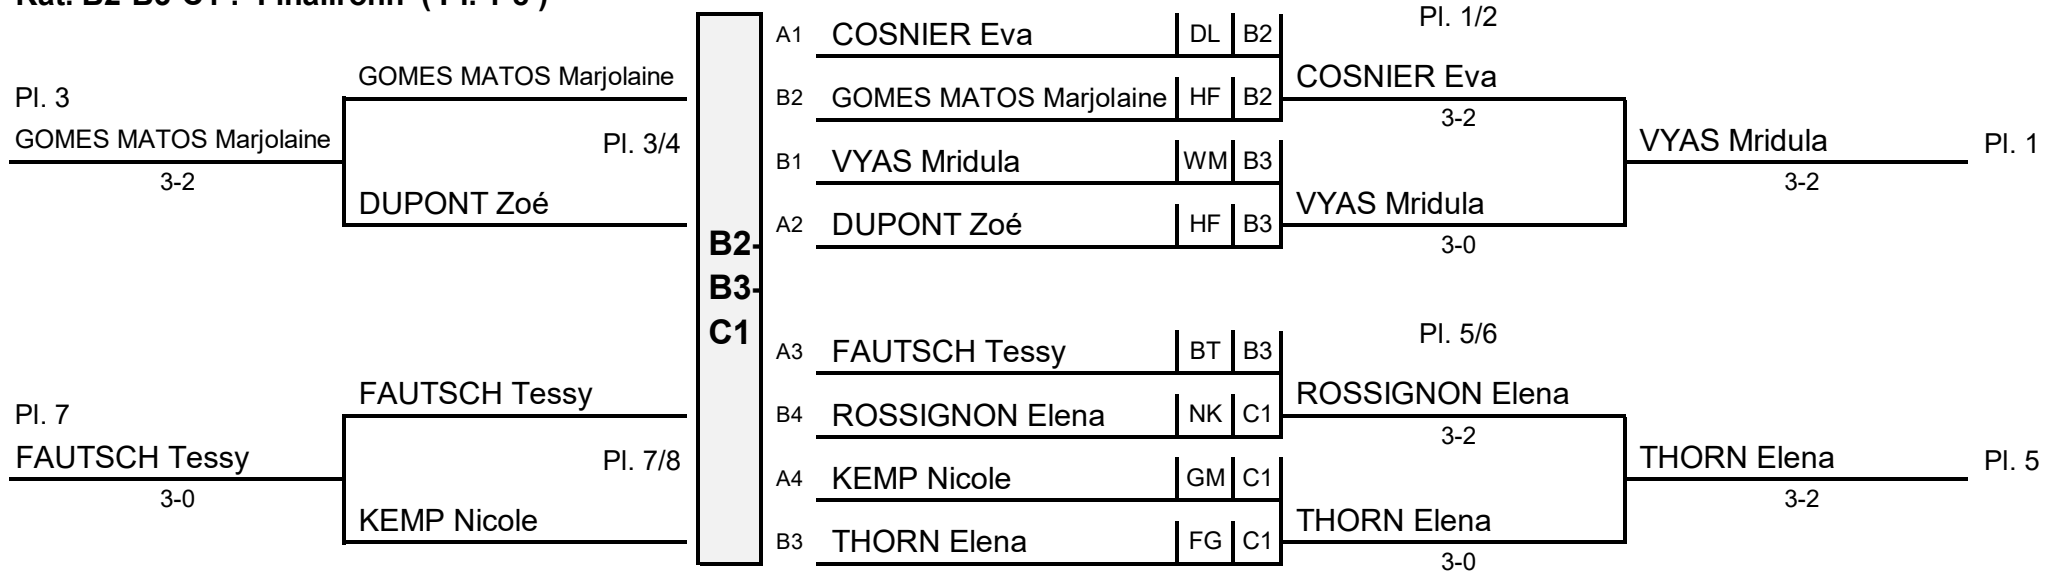 Pl. 1/2
A1 COSNIER Eva DL B2
GOMES MATOS Marjolaine
COSNIER Eva
Pl. 3
B2 GOMES MATOS Marjolaine HF B2
3-2
GOMES MATOS Marjolaine
Pl. 3/4
VYAS Mridula Pl. 1
3-2
B1 VYAS Mridula WM B3
3-2
DUPONT Zoé
VYAS Mridula
A2 DUPONT Zoé HF B3
3-0
B2-
B3-
C1
Pl. 5/6
A3 FAUTSCH Tessy BT B3
FAUTSCH Tessy
ROSSIGNON Elena
Pl. 7
B4 ROSSIGNON Elena NK C1
3-2
FAUTSCH Tessy
Pl. 7/8
THORN Elena Pl. 5
A4 KEMP Nicole GM C1
3-0
3-2
KEMP Nicole
THORN Elena
B3 THORN Elena FG C1
3-0